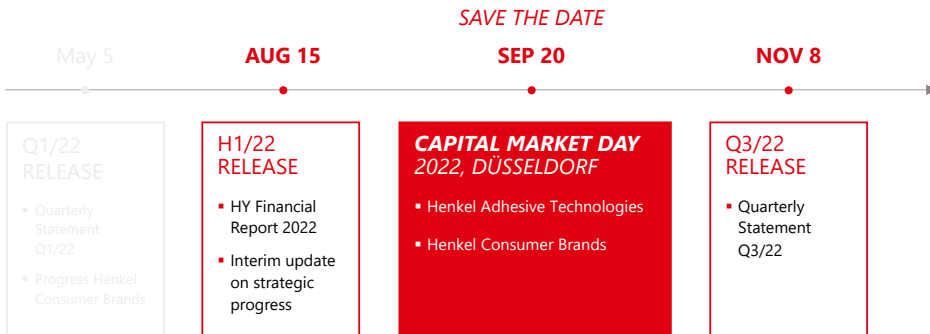 SAVE THE DATE
May 5
AUG 15
SEP 20
NOV 8
Q1/22
RELEASE
▪ Quarterly
Statement
Q1/22
▪ Progress Henkel
Consumer Brands
H1/22
RELEASE
▪ HY Financial
Report 2022
▪ Interim update
on strategic
progress
CAPITAL MARKET DAY
2022, DÜSSELDORF
▪ Henkel Adhesive Technologies
▪ Henkel Consumer Brands
Q3/22
RELEASE
▪ Quarterly
Statement
Q3/22